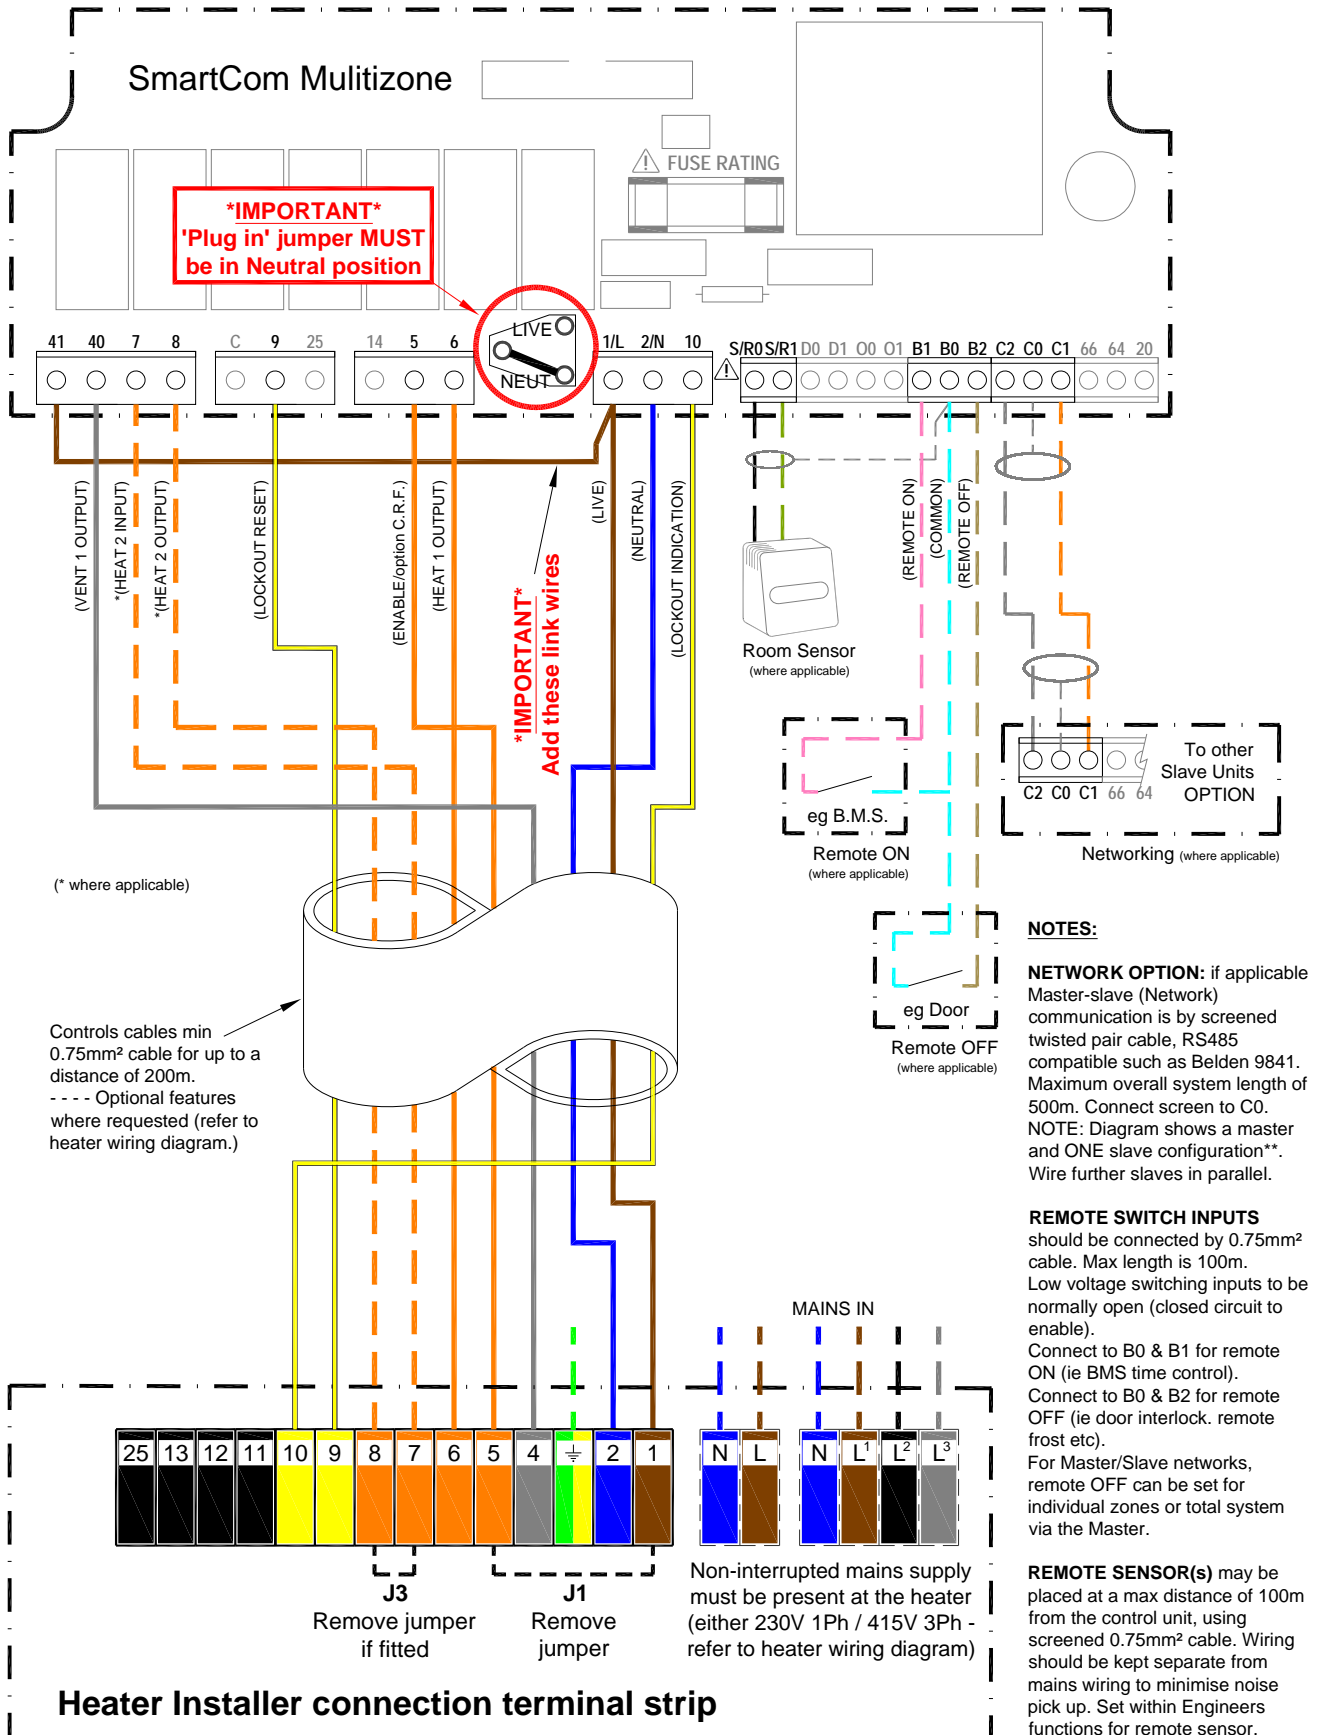 SmartCom Mulitizone
FUSE RATING
*IMPORTANT*
'Plug in' jumper MUST
be in Neutral position
LIVE
NEUT
41 40 7 8 C 9 25 14 5 6 1/L 2/N 10 S/R0 S/R1 D0 D1 O0 O1 B1 B0 B2 C2 C0 C1 66 64 20
(VENT 1 OUTPUT)
*(HEAT 2 INPUT)
*(HEAT 2 OUTPUT)
(LOCKOUT RESET)
(ENABLE/option C.R.F.)
(HEAT 1 OUTPUT)
*IMPORTANT*
Add these link wires
(LIVE)
(NEUTRAL)
(LOCKOUT INDICATION)
(REMOTE ON)
(COMMON)
(REMOTE OFF)
Room Sensor
(where applicable)
eg B.M.S.
Remote ON
(where applicable)
C2 C0 C1 66 64
To other
Slave Units
OPTION
Networking (where applicable)
eg Door
Remote OFF
(where applicable)
(* where applicable)
Controls cables min
0.75mm² cable for up to a
distance of 200m.
- - - - Optional features
where requested (refer to
heater wiring diagram.)
NOTES:
NETWORK OPTION: if applicable
Master-slave (Network)
communication is by screened
twisted pair cable, RS485
compatible such as Belden 9841.
Maximum overall system length of
500m. Connect screen to C0.
NOTE: Diagram shows a master
and ONE slave configuration**.
Wire further slaves in parallel.
REMOTE SWITCH INPUTS
should be connected by 0.75mm²
cable. Max length is 100m.
Low voltage switching inputs to be
normally open (closed circuit to
enable).
Connect to B0 & B1 for remote
ON (ie BMS time control).
Connect to B0 & B2 for remote
OFF (ie door interlock. remote
frost etc).
For Master/Slave networks,
remote OFF can be set for
individual zones or total system
via the Master.
REMOTE SENSOR(s) may be
placed at a max distance of 100m
from the control unit, using
screened 0.75mm² cable. Wiring
should be kept separate from
mains wiring to minimise noise
pick up. Set within Engineers
functions for remote sensor.
MAINS IN
25 13 12 11 10 9 8 7 6 5 4 2 1 N L N L1 L2 L3
J3
Remove jumper
if fitted
J1
Remove
jumper
Non-interrupted mains supply
must be present at the heater
(either 230V 1Ph / 415V 3Ph -
refer to heater wiring diagram)
Heater Installer connection terminal strip